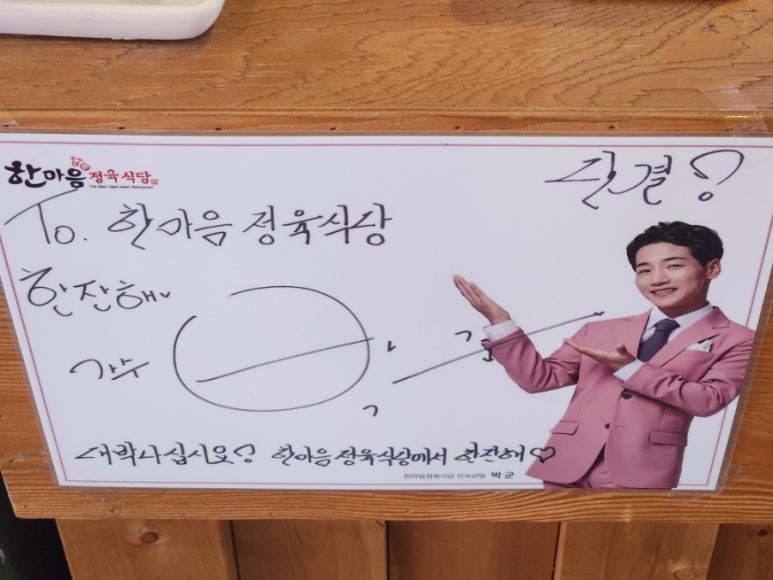 한마음 정육식당
The Best Aged Meat Restaurant
단결!
To. 한마음 정육식당
한잔해
가수
대박나십시요! 한마음 정육식당에서 한잔해♡
한마음정육식당 전속모델 박 군